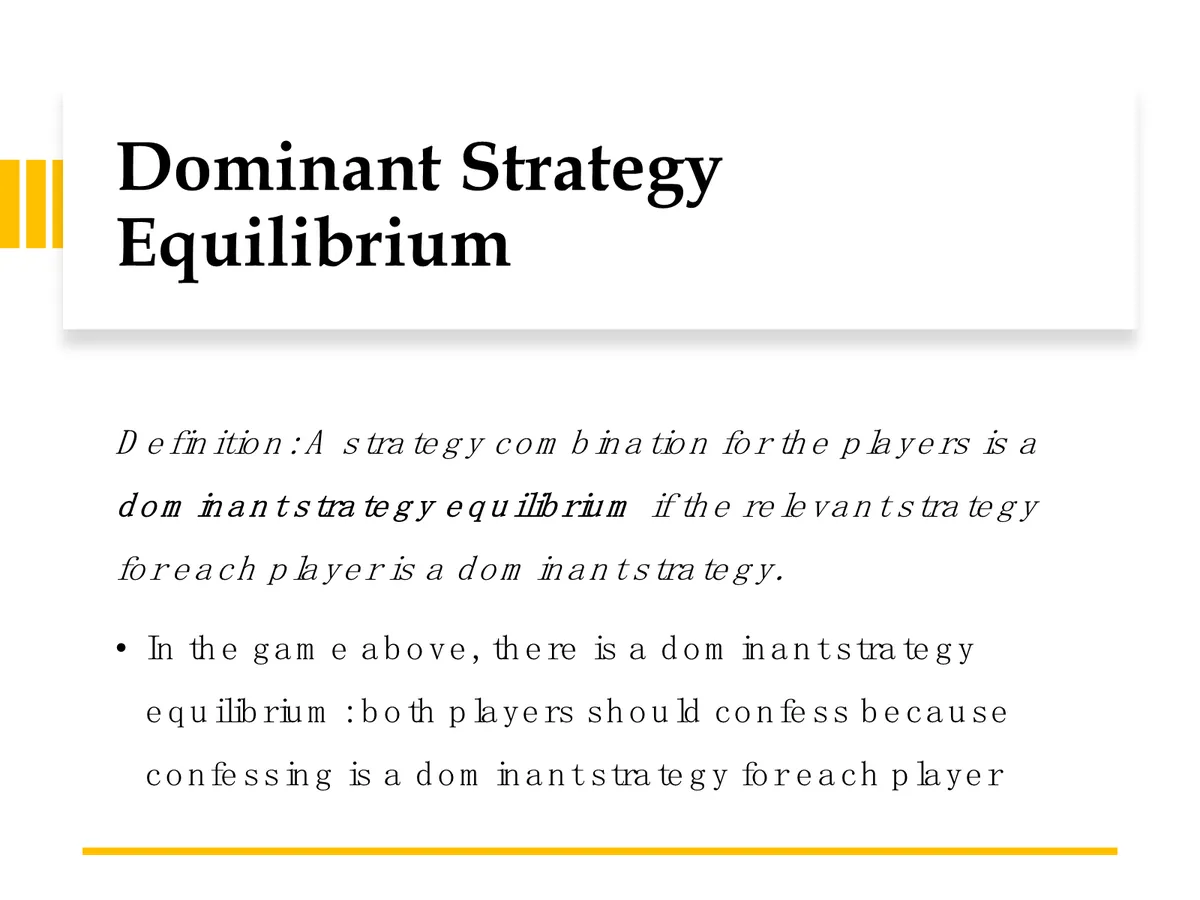 Dominant Strategy
Equilibrium
Definition: A strategy combination for the players is a
dominant strategy equilibrium if the relevant strategy
for each player is a dominant strategy.
• In the game above, there is a dominant strategy
equilibrium: both players should confess because
confessing is a dominant strategy for each player